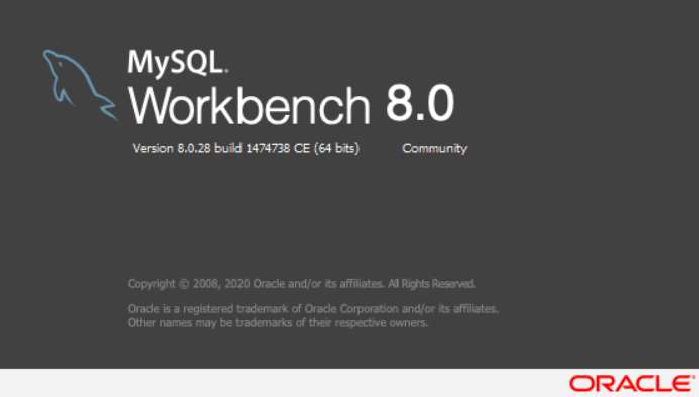 MySQL.
Workbench 8.0
Version 8.0.28 build 1474738 CE (64 bits) Community
Copyright © 2008, 2020 Oracle and/or its affiliates. All Rights Reserved.
Oracle is a registered trademark of Oracle Corporation and/or its affiliates.
Other names may be trademarks of their respective owners.
ORACLE